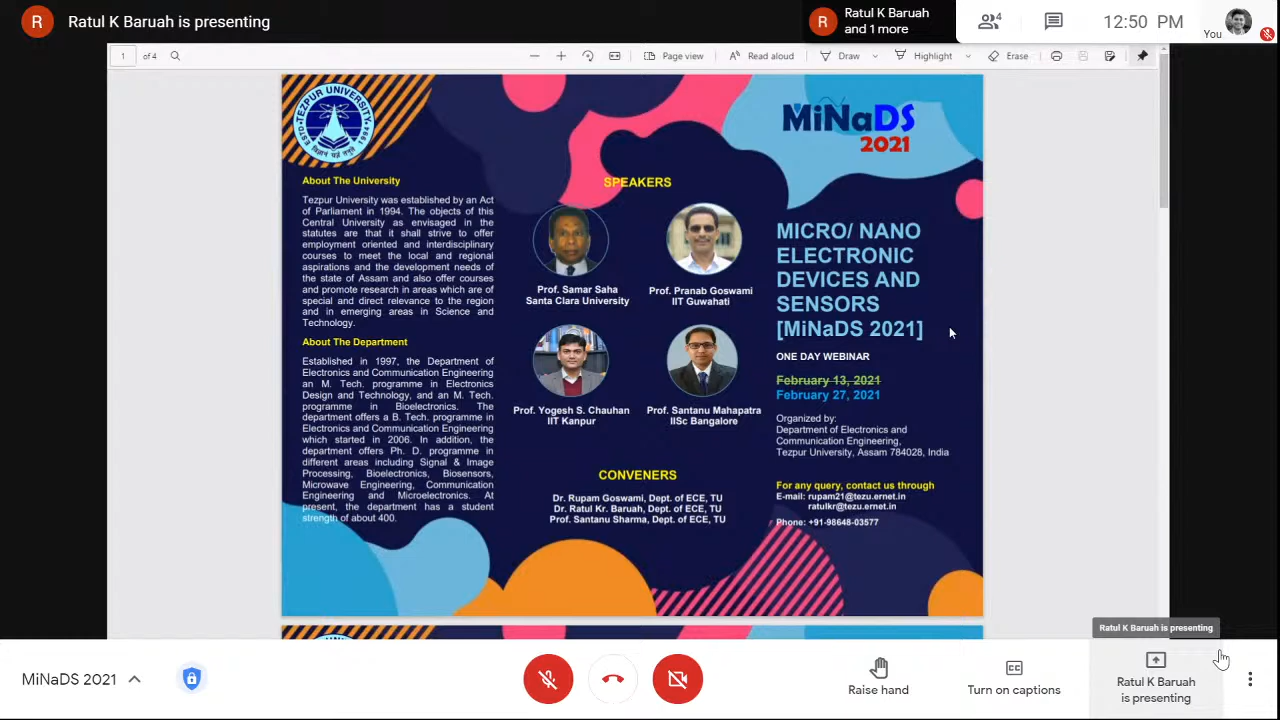 R Ratul K Baruah is presenting
R Ratul K Baruah
and 1 more
4
12:50 PM
You
1 of 4
Page view
Read aloud
Draw
Highlight
Erase
TEZPUR UNIVERSITY
ESTD
1994
MiNaDS
2021
About The University
Tezpur University was established by an Act
of Parliament in 1994. The objects of this
Central University as envisaged in the
statutes are that it shall strive to offer
employment oriented and interdisciplinary
courses to meet the local and regional
aspirations and the development needs of
the state of Assam and also offer courses
and promote research in areas which are of
special and direct relevance to the region
and in emerging areas in Science and
Technology.
About The Department
Established in 1997, the Department of
Electronics and Communication Engineering
an M. Tech. programme in Electronics
Design and Technology, and an M. Tech.
programme in Bioelectronics. The
department offers a B. Tech. programme in
Electronics and Communication Engineering
which started in 2006. In addition, the
department offers Ph. D. programme in
different areas including Signal & Image
Processing, Bioelectronics, Biosensors,
Microwave Engineering, Communication
Engineering and Microelectronics. At
present, the department has a student
strength of about 400.
SPEAKERS
Prof. Samar Saha
Santa Clara University
Prof. Pranab Goswami
IIT Guwahati
Prof. Yogesh S. Chauhan
IIT Kanpur
Prof. Santanu Mahapatra
IISc Bangalore
CONVENERS
Dr. Rupam Goswami, Dept. of ECE, TU
Dr. Ratul Kr. Baruah, Dept. of ECE, TU
Prof. Santanu Sharma, Dept. of ECE, TU
MICRO/ NANO
ELECTRONIC
DEVICES AND
SENSORS
[MiNaDS 2021]
ONE DAY WEBINAR
February 13, 2021
February 27, 2021
Organized by:
Department of Electronics and
Communication Engineering,
Tezpur University, Assam 784028, India
For any query, contact us through
E-mail: rupam21@tezu.ernet.in
ratulkr@tezu.ernet.in
Phone: +91-98648-03577
Ratul K Baruah is presenting
MiNaDS 2021
Raise hand
CC
Turn on captions
Ratul K Baruah
is presenting